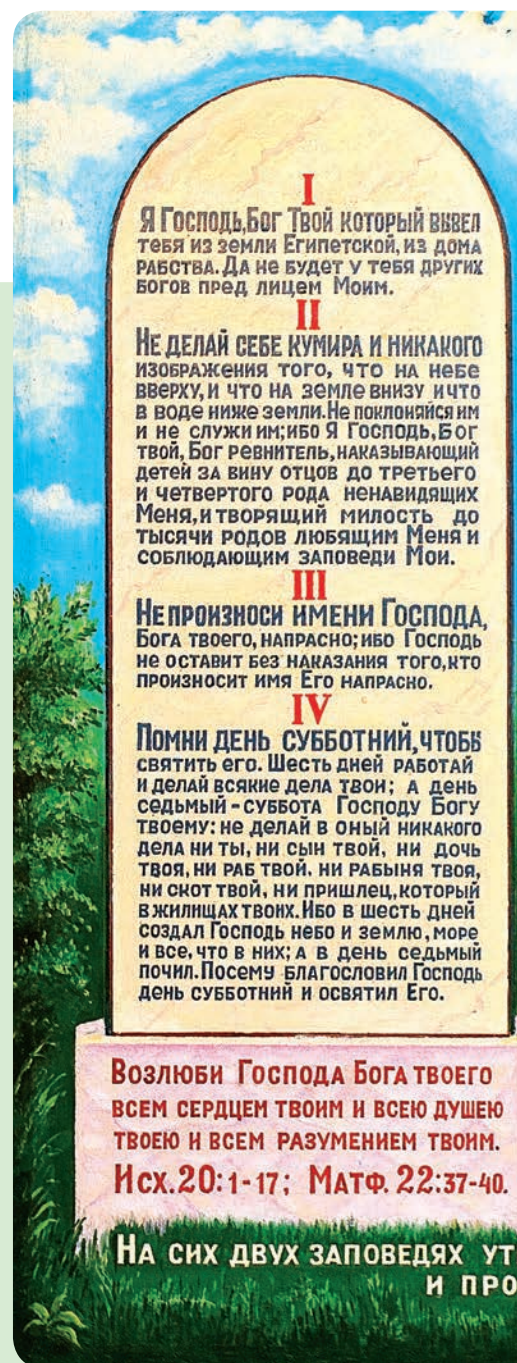 I
Я Господь, Бог Твой который вывел
тебя из земли Египетской, из дома
рабства. Да не будет у тебя других
богов пред лицем Моим.
II
Не делай себе кумира и никакого
изображения того, что на небе
вверху, и что на земле внизу ичто
в воде ниже земли. Не поклоняйся им
и не служи им; ибо Я Господь, Бог
твой, Бог ревнитель, наказывающий
детей за вину отцов до третьего
и четвертого рода ненавидящих
Меня, и творящий милость до
тысячи родов любящим Меня и
соблюдающим заповеди Мои.
III
Не произноси имени Господа,
Бога твоего, напрасно; ибо Господь
не оставит без наказания того, кто
произносит имя Его напрасно.
IV
Помни день субботний, чтобы
святить его. Шесть дней работай
и делай всякие дела твои; а день
седьмый - суббота Господу Богу
твоему: не делай в оный никакого
дела ни ты, ни сын твой, ни дочь
твоя, ни раб твой, ни рабыня твоя,
ни скот твой, ни пришлец, который
в жилищах твоих. Ибо в шесть дней
создал Господь небо и землю, море
и все, что в них; а в день седьмый
почил. Посему благословил Господь
день субботний и освятил Его.
Возлюби Господа Бога твоего
всем сердцем твоим и всею душею
твоею и всем разумением твоим.
Исх. 20:1-17; Матф. 22:37-40.
На сих двух заповедях ут
и про